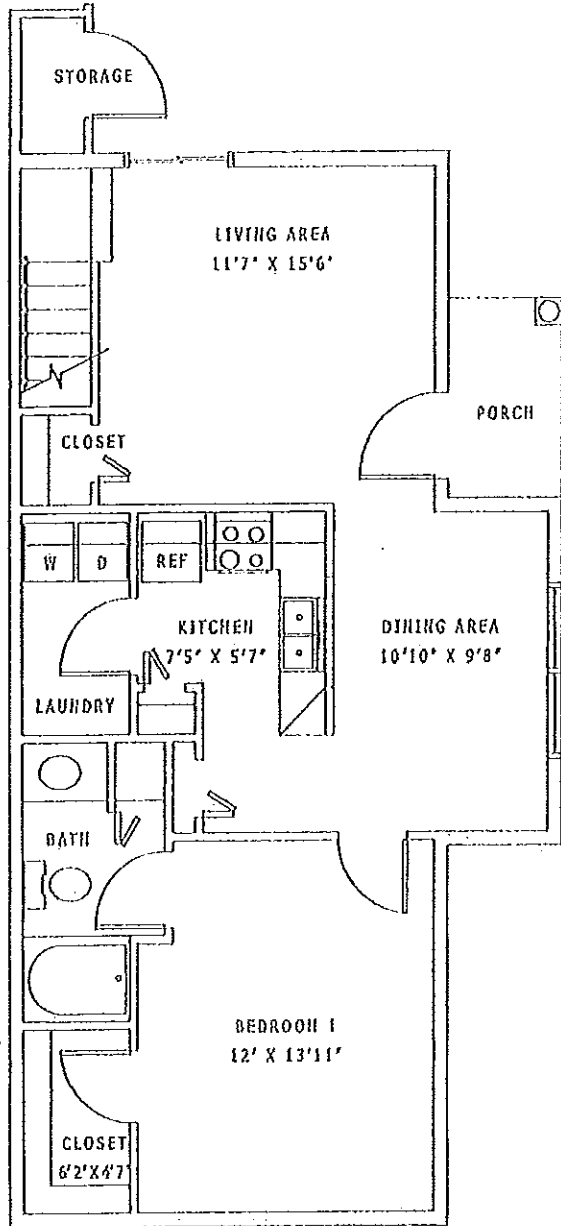 STORAGE
LIVING AREA
11'7" X 15'6"
PORCH
CLOSET
W
D
REF
KITCHEN
7'5" X 5'7"
DINING AREA
10'10" X 9'8"
LAUNDRY
BATH
BEDROOM 1
12' X 13'11"
CLOSET
6'2"X4'7"